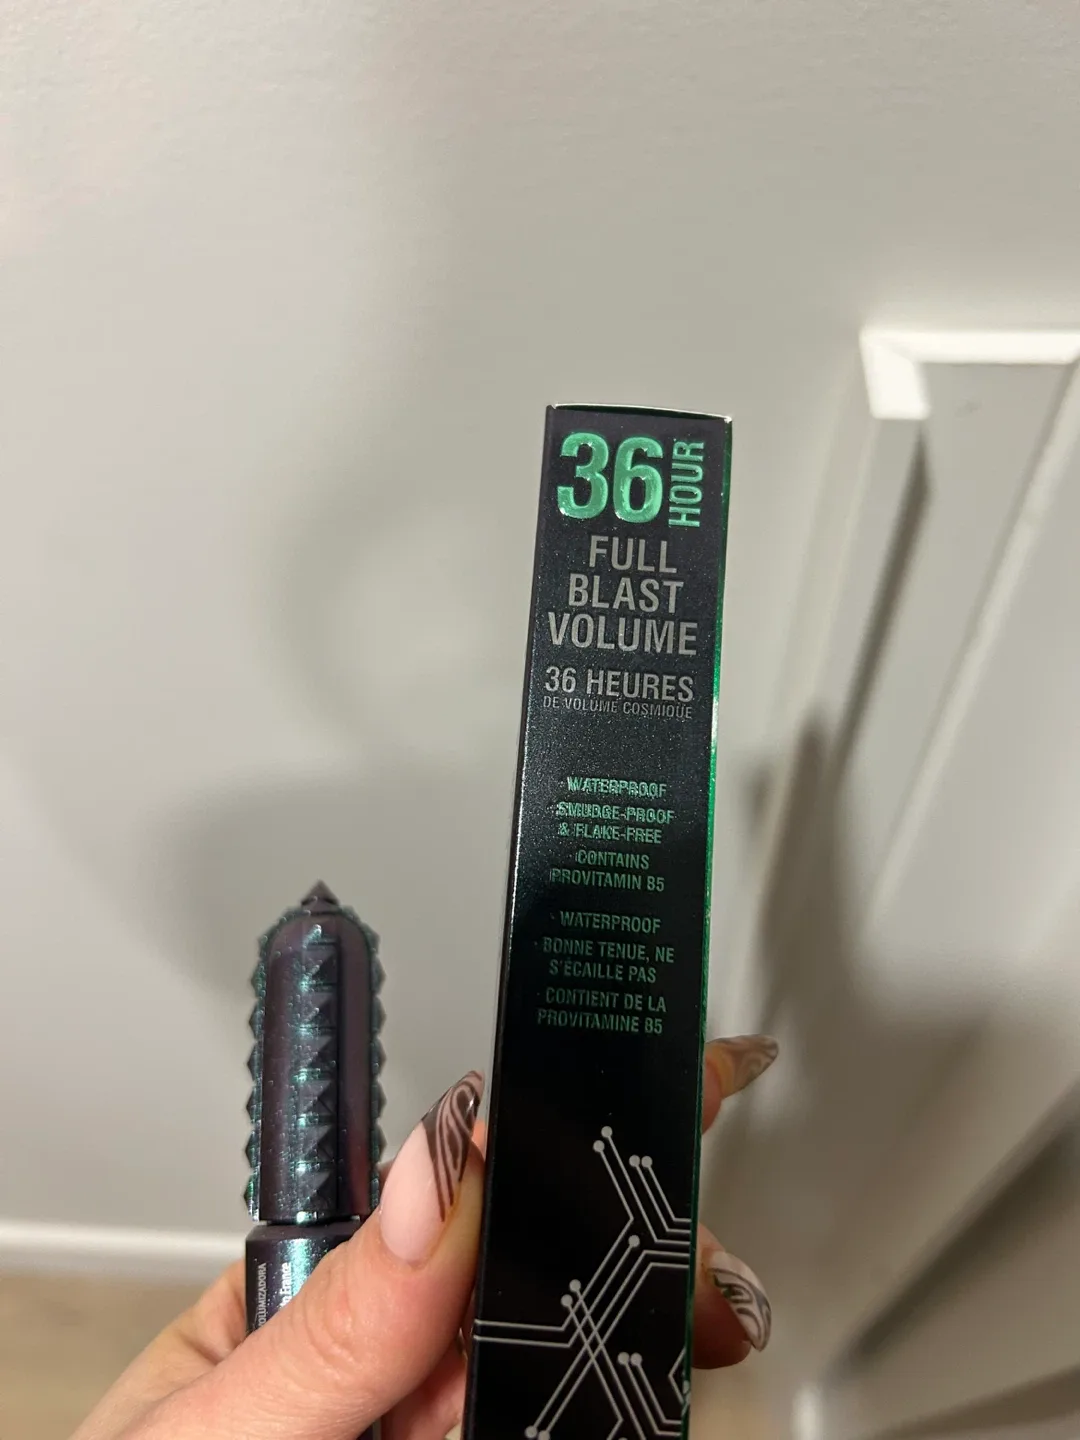 36 HOUR
FULL
BLAST
VOLUME
36 HEURES
DE VOLUME COSMIQUE
· WATERPROOF
· SMUDGE-PROOF
& FLAKE-FREE
· CONTAINS
PROVITAMIN B5
· WATERPROOF
· BONNE TENUE, NE
S'ÉCAILLE PAS
· CONTIENT DE LA
PROVITAMINE B5